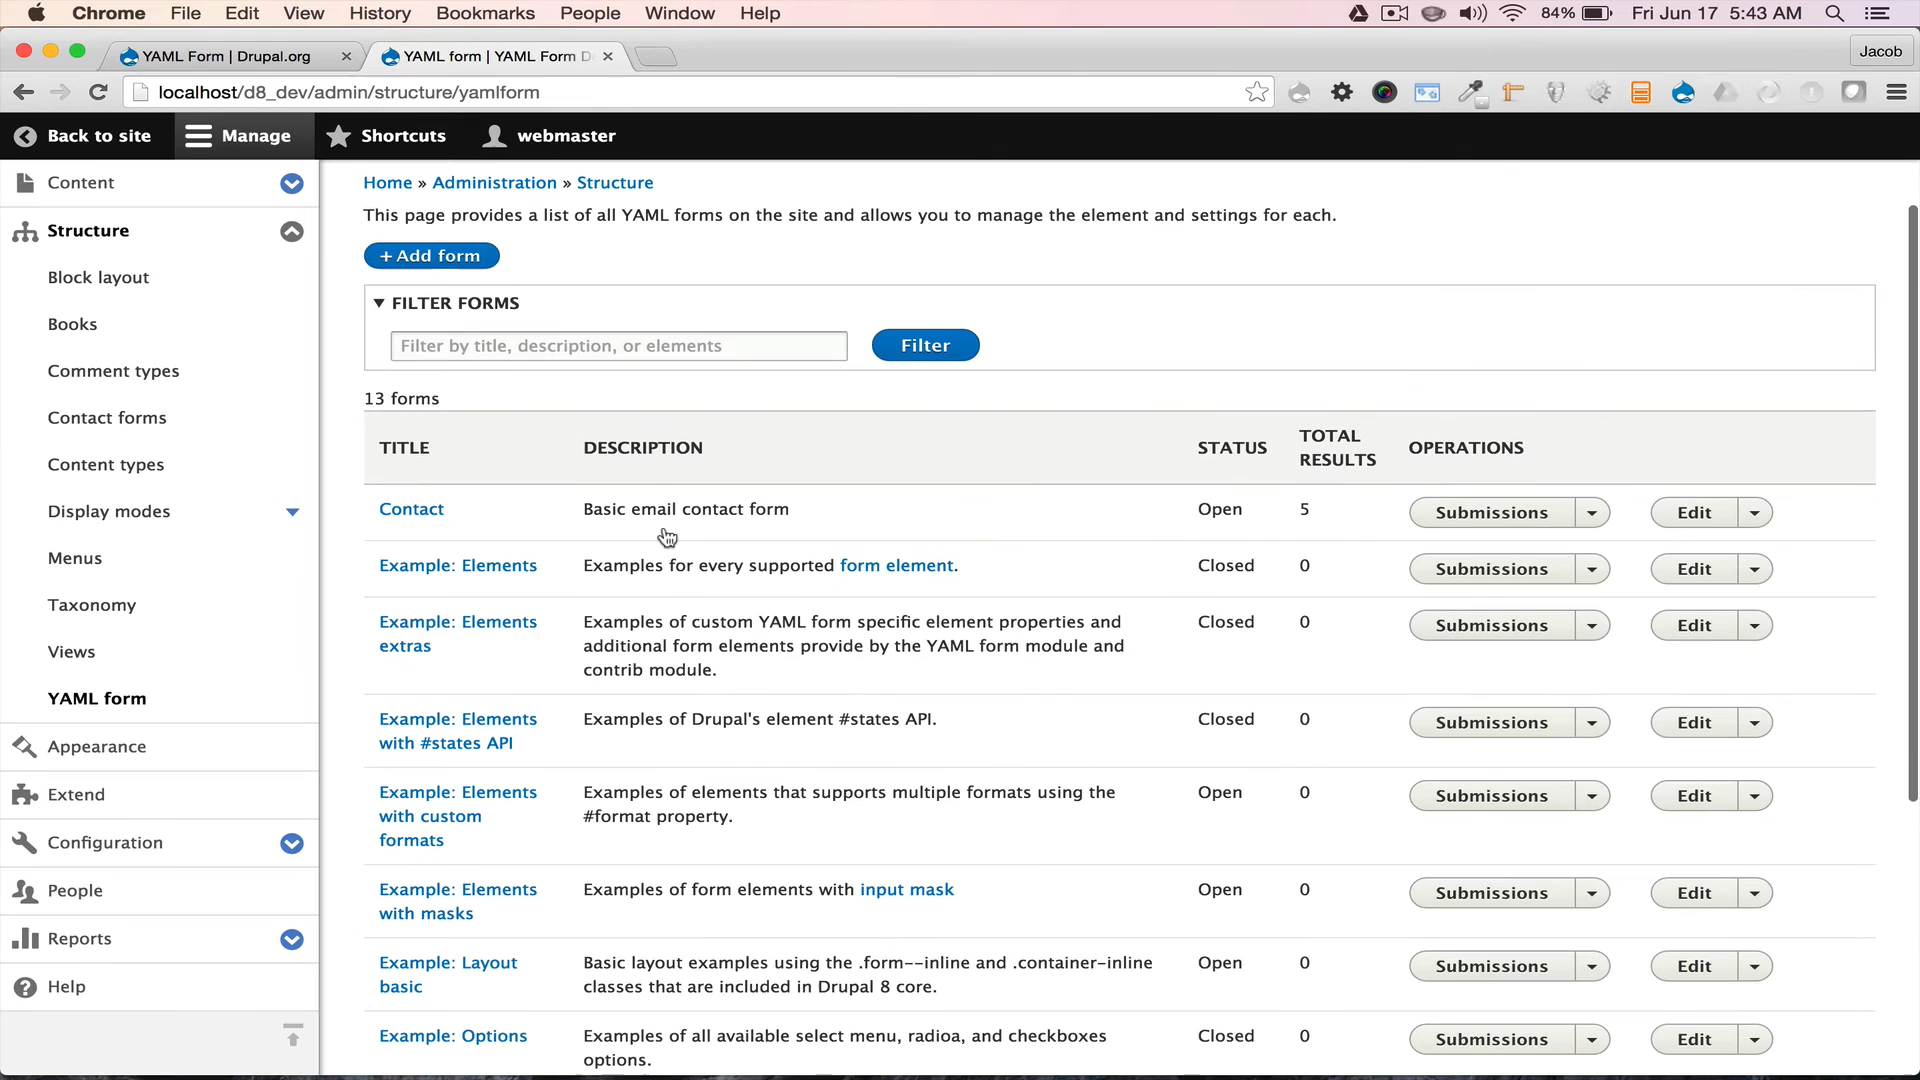 Chrome File Edit View History Bookmarks People Window Help 84% Fri Jun 17 5:43 AM
YAML Form | Drupal.org YAML form | YAML Form D Jacob
localhost/d8_dev/admin/structure/yamlform
Back to site Manage Shortcuts webmaster
Content
Structure
Block layout
Books
Comment types
Contact forms
Content types
Display modes
Menus
Taxonomy
Views
YAML form
Appearance
Extend
Configuration
People
Reports
Help
Home » Administration » Structure
This page provides a list of all YAML forms on the site and allows you to manage the element and settings for each.
+ Add form
▼ FILTER FORMS
Filter by title, description, or elements Filter
13 forms
TITLE DESCRIPTION STATUS TOTAL RESULTS OPERATIONS
Contact Basic email contact form Open 5 Submissions Edit
Example: Elements Examples for every supported form element. Closed 0 Submissions Edit
Example: Elements Examples of custom YAML form specific element properties and Closed 0 Submissions Edit
extras additional form elements provide by the YAML form module and
contrib module.
Example: Elements Examples of Drupal's element #states API. Closed 0 Submissions Edit
with #states API
Example: Elements Examples of elements that supports multiple formats using the Open 0 Submissions Edit
with custom #format property.
formats
Example: Elements Examples of form elements with input mask Open 0 Submissions Edit
with masks
Example: Layout Basic layout examples using the .form--inline and .container-inline Open 0 Submissions Edit
basic classes that are included in Drupal 8 core.
Example: Options Examples of all available select menu, radioa, and checkboxes Closed 0 Submissions Edit
options.